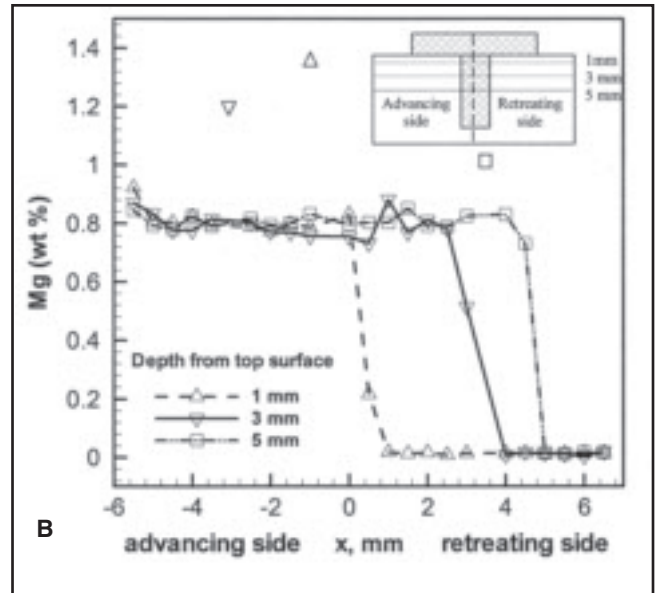 1.4
1.2
1
0.8
0.6
0.4
0.2
0
Mg (wt %)
1mm
3 mm
5 mm
Advancing side
Retreating side
Depth from top surface
1 mm
3 mm
5 mm
-6 -4 -2 0 2 4 6
B
advancing side x, mm retreating side